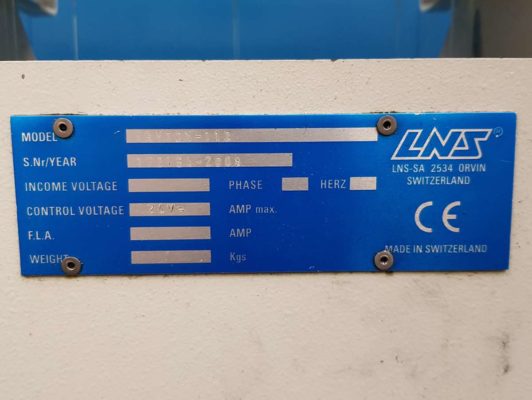 MODEL
LNS®
S.Nr/YEAR
LNS-SA 2534 ORVIN
SWITZERLAND
INCOME VOLTAGE PHASE HERZ
CONTROL VOLTAGE 24V- AMP max.
CE
F.L.A. AMP
MADE IN SWITZERLAND
WEIGHT Kgs